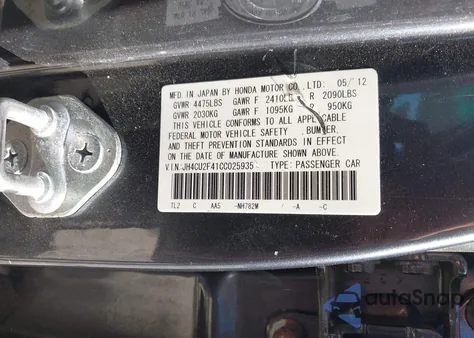 MFD. IN JAPAN BY HONDA MOTOR CO.,LTD. 05/12
GVWR 4475LBS GAWR F 2410LB R 2090LBS
GVWR 2030KG GAWR F 1095KG R 950KG
THIS VEHICLE CONFORMS TO ALL APPLICABLE
FEDERAL MOTOR VEHICLE SAFETY, BUMPER,
AND THEFT PREVENTION STANDARDS IN EFFECT
ON THE DATE OF MANUFACTURE SHOWN ABOVE.
V.I.N. JH4CU2F41CC025935 TYPE: PASSENGER CAR
TL2 C AA5 -NH782M -A -C
autoSnap